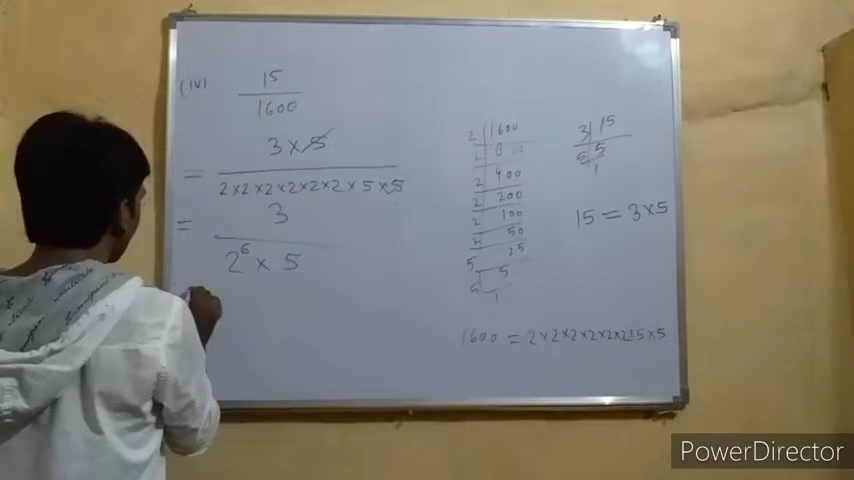 (IV) 15
1600
3 × 5
= 2×2×2×2×2×2×5×5
3
= 2⁶ × 5
2 1600
2 8
2 400
2 200
2 100
2 50
5 25
5 5
1
3 15
5 5
1
15 = 3×5
1600 = 2×2×2×2×2×2×5×5
PowerDirector